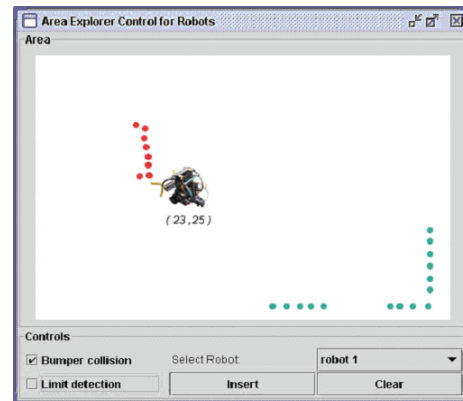 Area Explorer Control for Robots
Area
(23,25)
Controls
Bumper collision Select Robot: robot 1
Limit detection Insert Clear